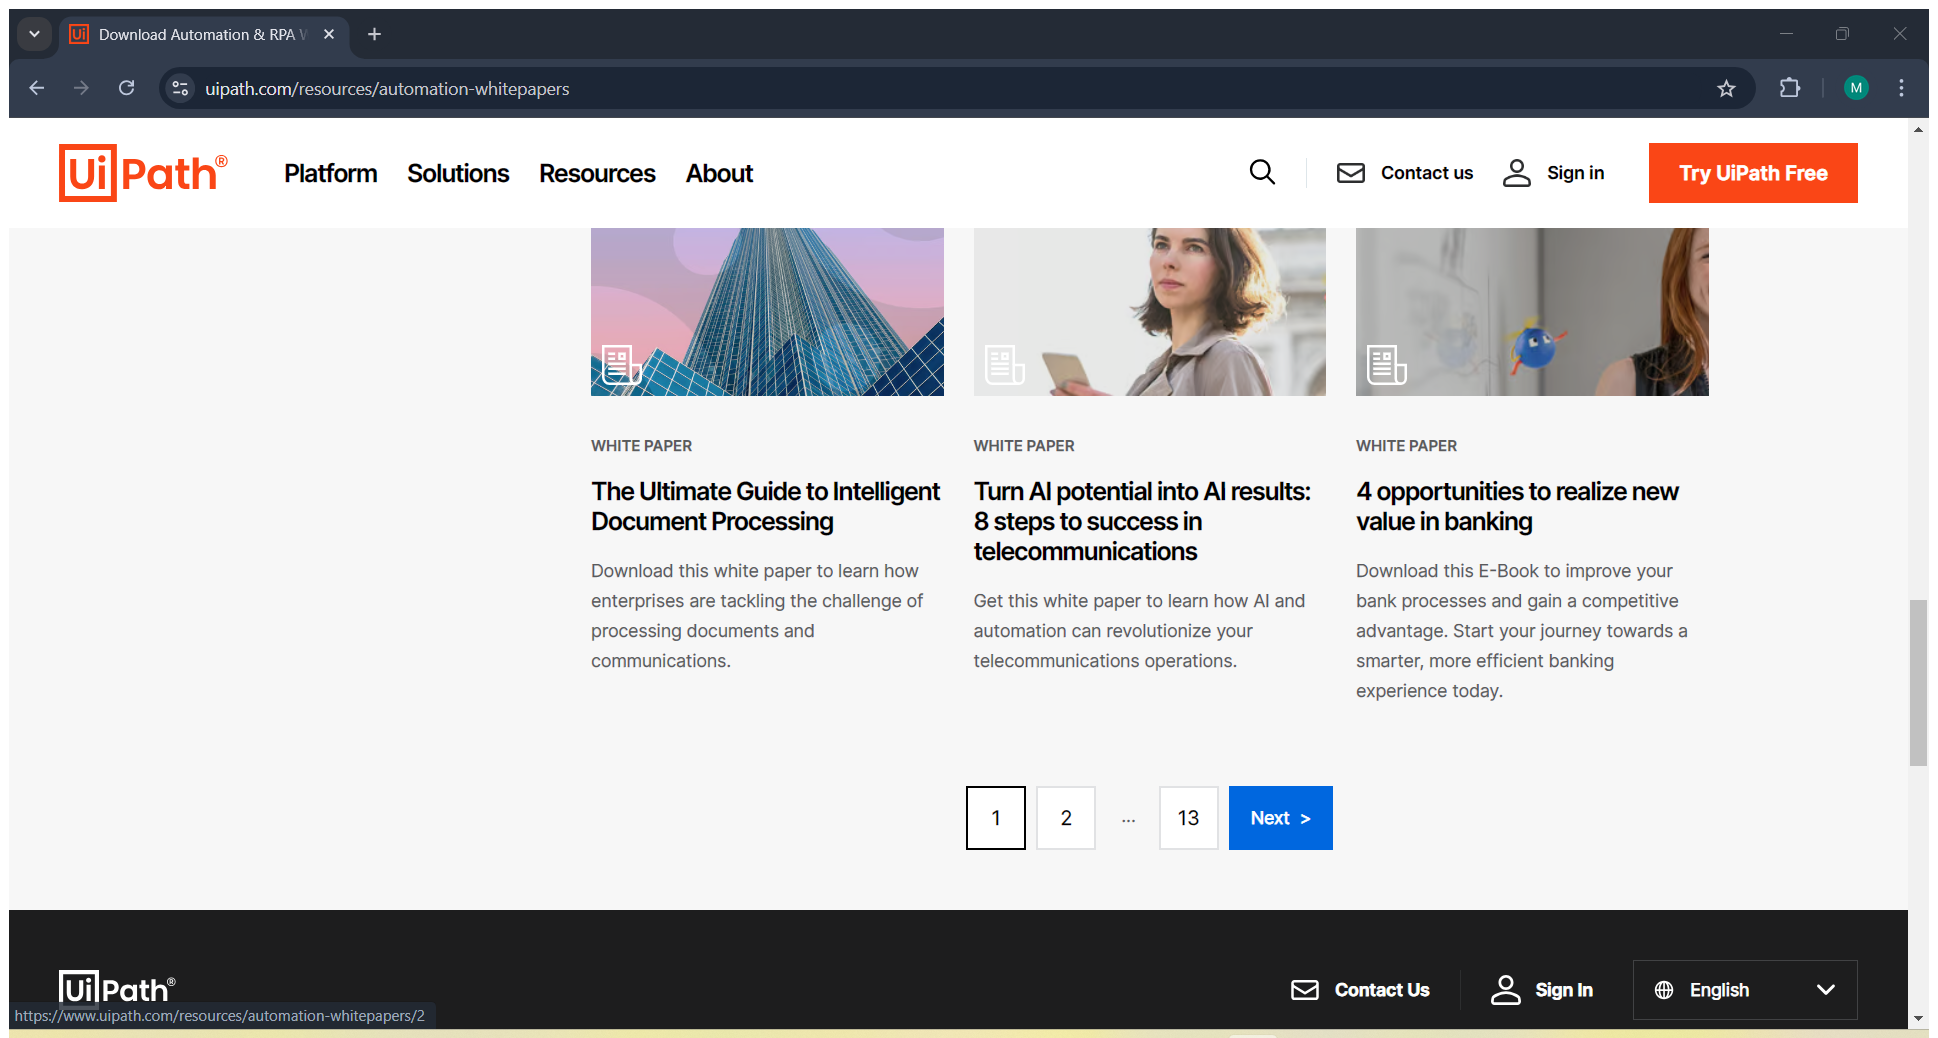 Download Automation & RPA W
uipath.com/resources/automation-whitepapers
UiPath®
Platform
Solutions
Resources
About
Contact us
Sign in
Try UiPath Free
WHITE PAPER
The Ultimate Guide to Intelligent
Document Processing
Download this white paper to learn how
enterprises are tackling the challenge of
processing documents and
communications.
WHITE PAPER
Turn AI potential into AI results:
8 steps to success in
telecommunications
Get this white paper to learn how AI and
automation can revolutionize your
telecommunications operations.
WHITE PAPER
4 opportunities to realize new
value in banking
Download this E-Book to improve your
bank processes and gain a competitive
advantage. Start your journey towards a
smarter, more efficient banking
experience today.
1
2
...
13
Next >
UiPath®
Contact Us
Sign In
English
https://www.uipath.com/resources/automation-whitepapers/2
Ui
M